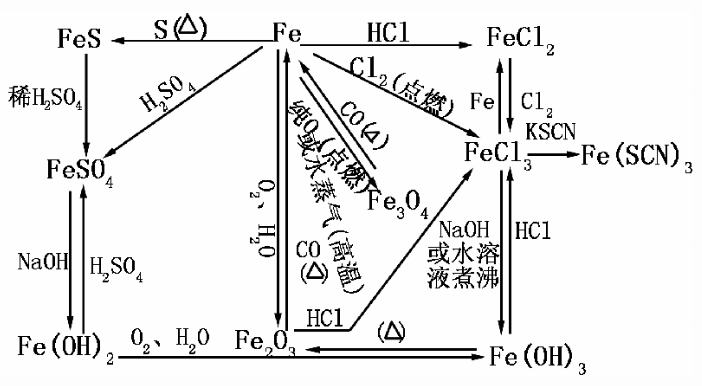 FeS
S(△)
Fe
HCl
FeCl₂
稀H₂SO₄
H₂SO₄
Cl₂(点燃)
Fe
Cl₂
CO(△)
纯O₂(点燃)
或水蒸气(高温)
FeSO₄
FeCl₃
KSCN
Fe(SCN)₃
Fe₃O₄
O₂、H₂O
CO
(△)
NaOH
H₂SO₄
NaOH
或水溶
液煮沸
HCl
Fe(OH)₂
O₂、H₂O
Fe₂O₃
HCl
(△)
Fe(OH)₃